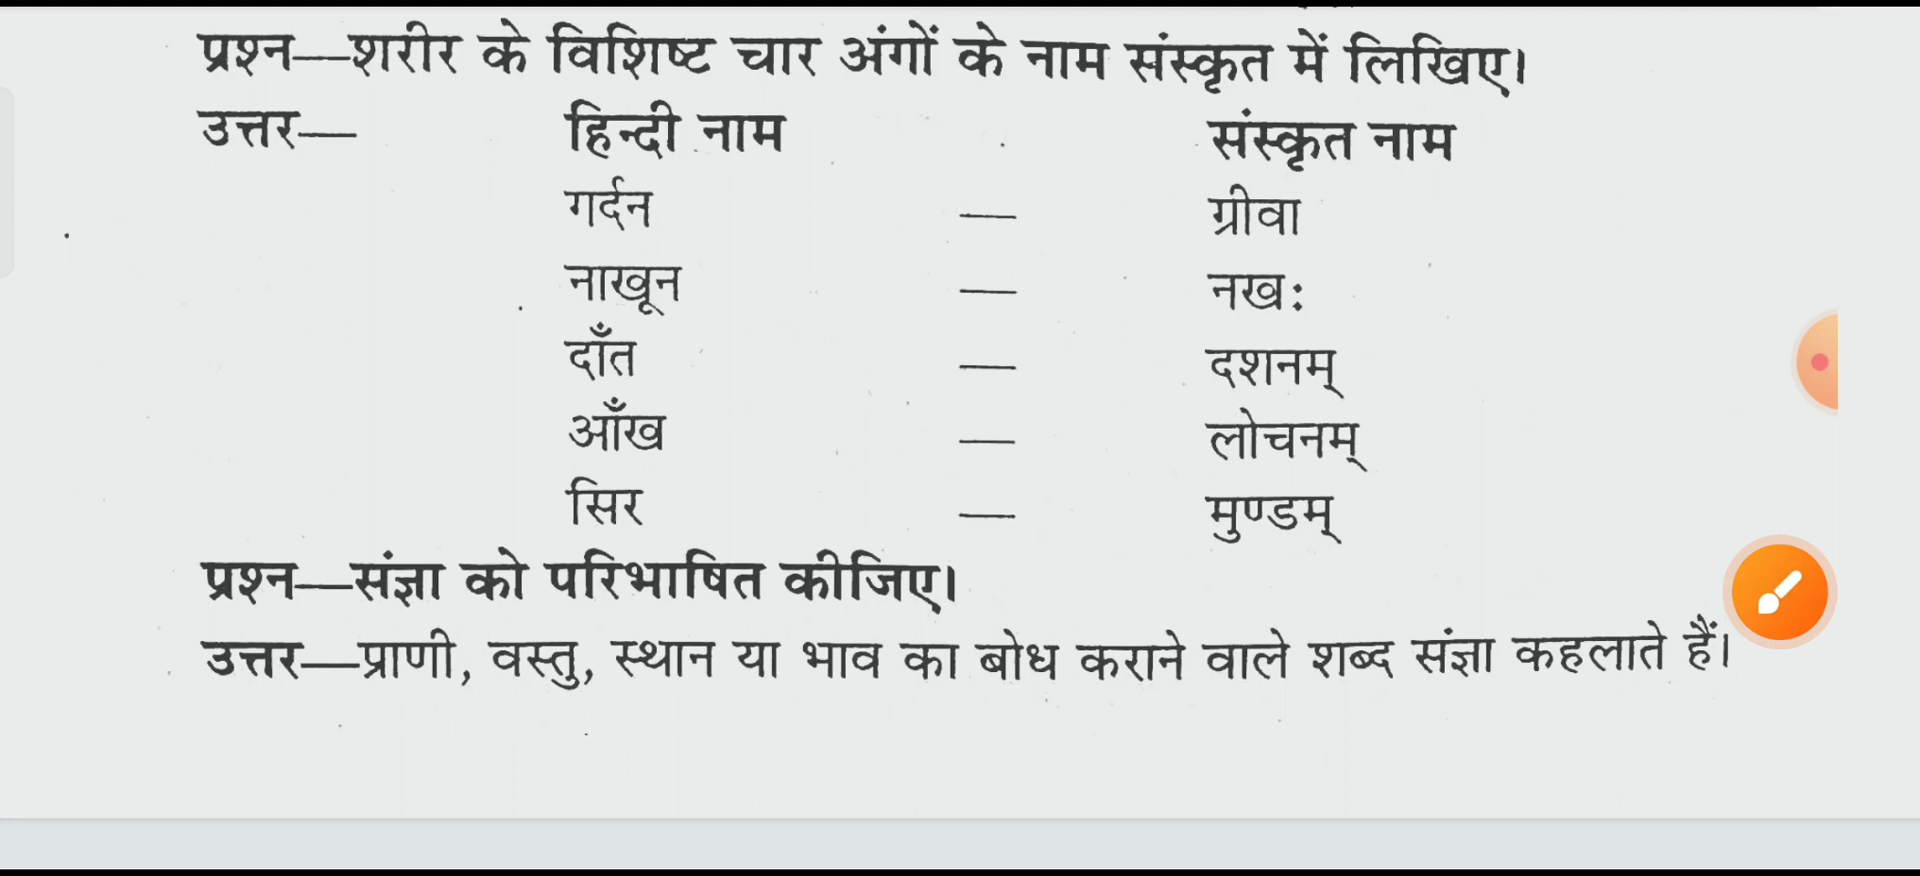 प्रश्न—शरीर के विशिष्ट चार अंगों के नाम संस्कृत में लिखिए।
उत्तर— हिन्दी नाम संस्कृत नाम
गर्दन — ग्रीवा
नाखून — नखः
दाँत — दशनम्
आँख — लोचनम्
सिर — मुण्डम्
प्रश्न—संज्ञा को परिभाषित कीजिए।
उत्तर—प्राणी, वस्तु, स्थान या भाव का बोध कराने वाले शब्द संज्ञा कहलाते हैं।